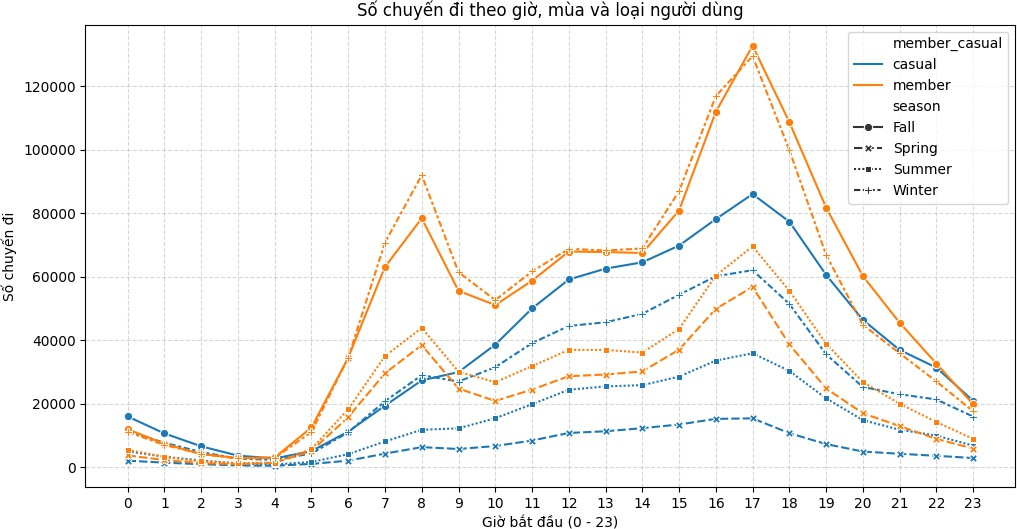 Số chuyến đi theo giờ, mùa và loại người dùng
Số chuyến đi
120000
100000
80000
60000
40000
20000
0
member_casual
casual
member
season
Fall
Spring
Summer
Winter
0 1 2 3 4 5 6 7 8 9 10 11 12 13 14 15 16 17 18 19 20 21 22 23
Giờ bắt đầu (0 - 23)